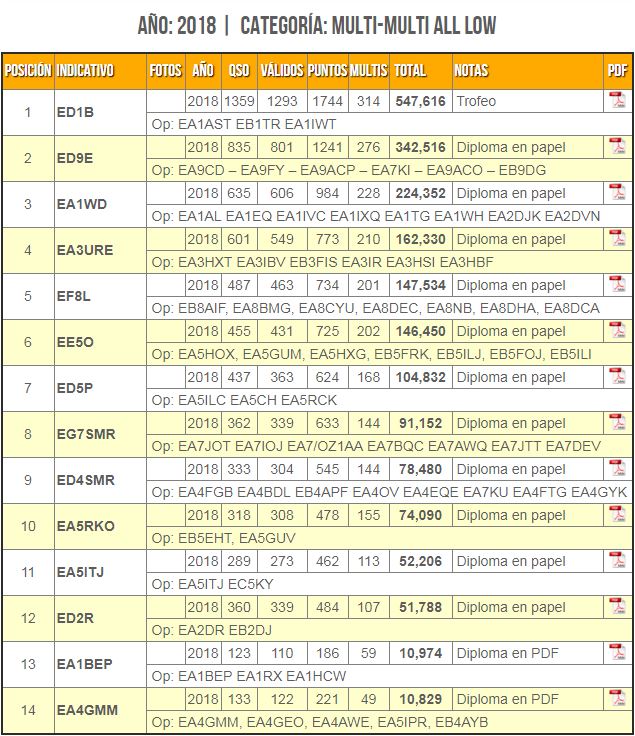 AÑO: 2018 | CATEGORÍA: MULTI-MULTI ALL LOW
POSICIÓN INDICATIVO FOTOS AÑO QSO VÁLIDOS PUNTOS MULTIS TOTAL NOTAS PDF
1 ED1B 2018 1359 1293 1744 314 547,616 Trofeo
Op: EA1AST EB1TR EA1IWT
2 ED9E 2018 835 801 1241 276 342,516 Diploma en papel
Op: EA9CD – EA9FY – EA9ACP – EA7KI – EA9ACO – EB9DG
3 EA1WD 2018 635 606 984 228 224,352 Diploma en papel
Op: EA1AL EA1EQ EA1IVC EA1IXQ EA1TG EA1WH EA2DJK EA2DVN
4 EA3URE 2018 601 549 773 210 162,330 Diploma en papel
Op: EA3HXT EA3IBV EB3FIS EA3IR EA3HSI EA3HBF
5 EF8L 2018 487 463 734 201 147,534 Diploma en papel
Op: EB8AIF, EA8BMG, EA8CYU, EA8DEC, EA8NB, EA8DHA, EA8DCA
6 EE5O 2018 455 431 725 202 146,450 Diploma en papel
Op: EA5HOX, EA5GUM, EA5HXG, EB5FRK, EB5ILJ, EB5FOJ, EB5ILI
7 ED5P 2018 437 363 624 168 104,832 Diploma en papel
Op: EA5ILC EA5CH EA5RCK
8 EG7SMR 2018 362 339 633 144 91,152 Diploma en papel
Op: EA7JOT EA7IOJ EA7/OZ1AA EA7BQC EA7AWQ EA7JTT EA7DEV
9 ED4SMR 2018 333 304 545 144 78,480 Diploma en papel
Op: EA4FGB EA4BDL EB4APF EA4OV EA4EQE EA7KU EA4FTG EA4GYK
10 EA5RKO 2018 318 308 478 155 74,090 Diploma en papel
Op: EB5EHT, EA5GUV
11 EA5ITJ 2018 289 273 462 113 52,206 Diploma en papel
Op: EA5ITJ EC5KY
12 ED2R 2018 360 339 484 107 51,788 Diploma en papel
Op: EA2DR EB2DJ
13 EA1BEP 2018 123 110 186 59 10,974 Diploma en PDF
Op: EA1BEP EA1RX EA1HCW
14 EA4GMM 2018 133 122 221 49 10,829 Diploma en PDF
Op: EA4GMM, EA4GEO, EA4AWE, EA5IPR, EB4AYB